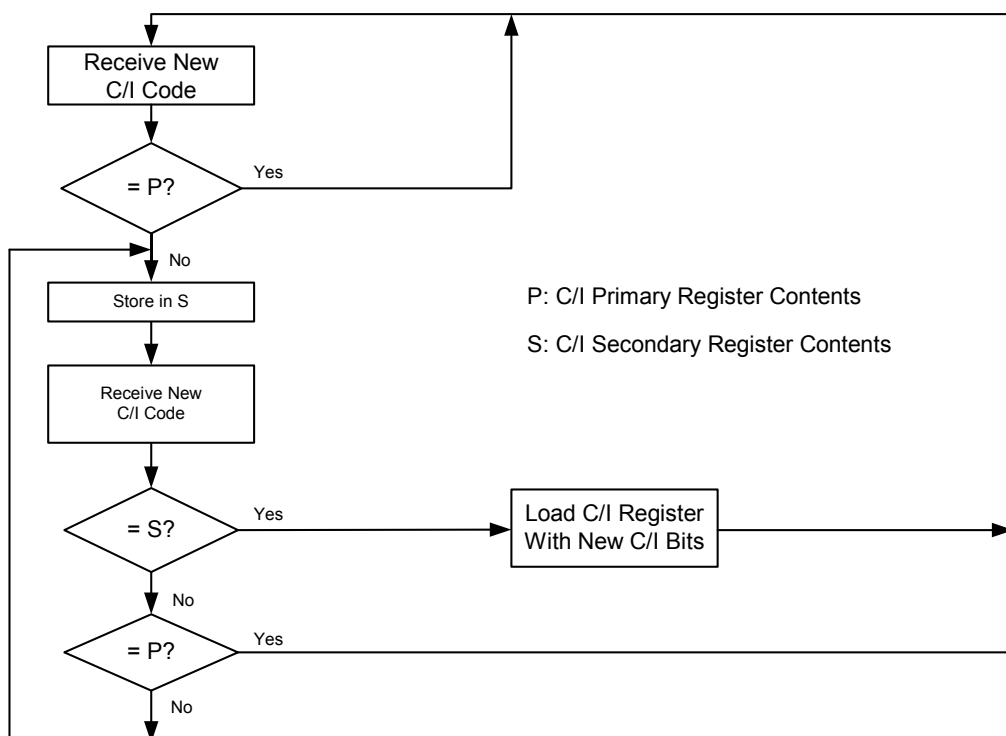 Receive New
C/I Code
= P?
Yes
No
Store in S
P: C/I Primary Register Contents
S: C/I Secondary Register Contents
Receive New
C/I Code
= S?
Yes
Load C/I Register
With New C/I Bits
No
= P?
Yes
No